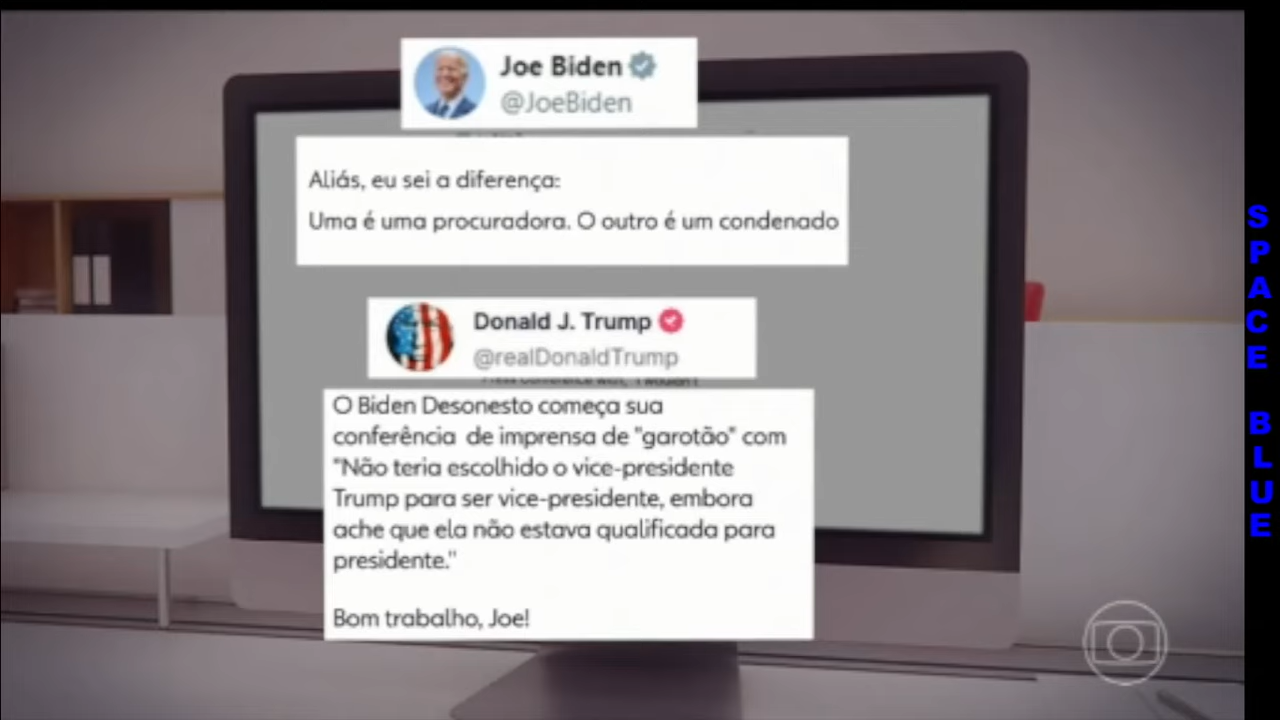 Joe Biden
@JoeBiden
Aliás, eu sei a diferença:
Uma é uma procuradora. O outro é um condenado
Donald J. Trump
@realDonaldTrump
O Biden Desonesto começa sua
conferência de imprensa de "garotão" com
"Não teria escolhido o vice-presidente
Trump para ser vice-presidente, embora
ache que ela não estava qualificada para
presidente."
Bom trabalho, Joe!
SPACE BLUE